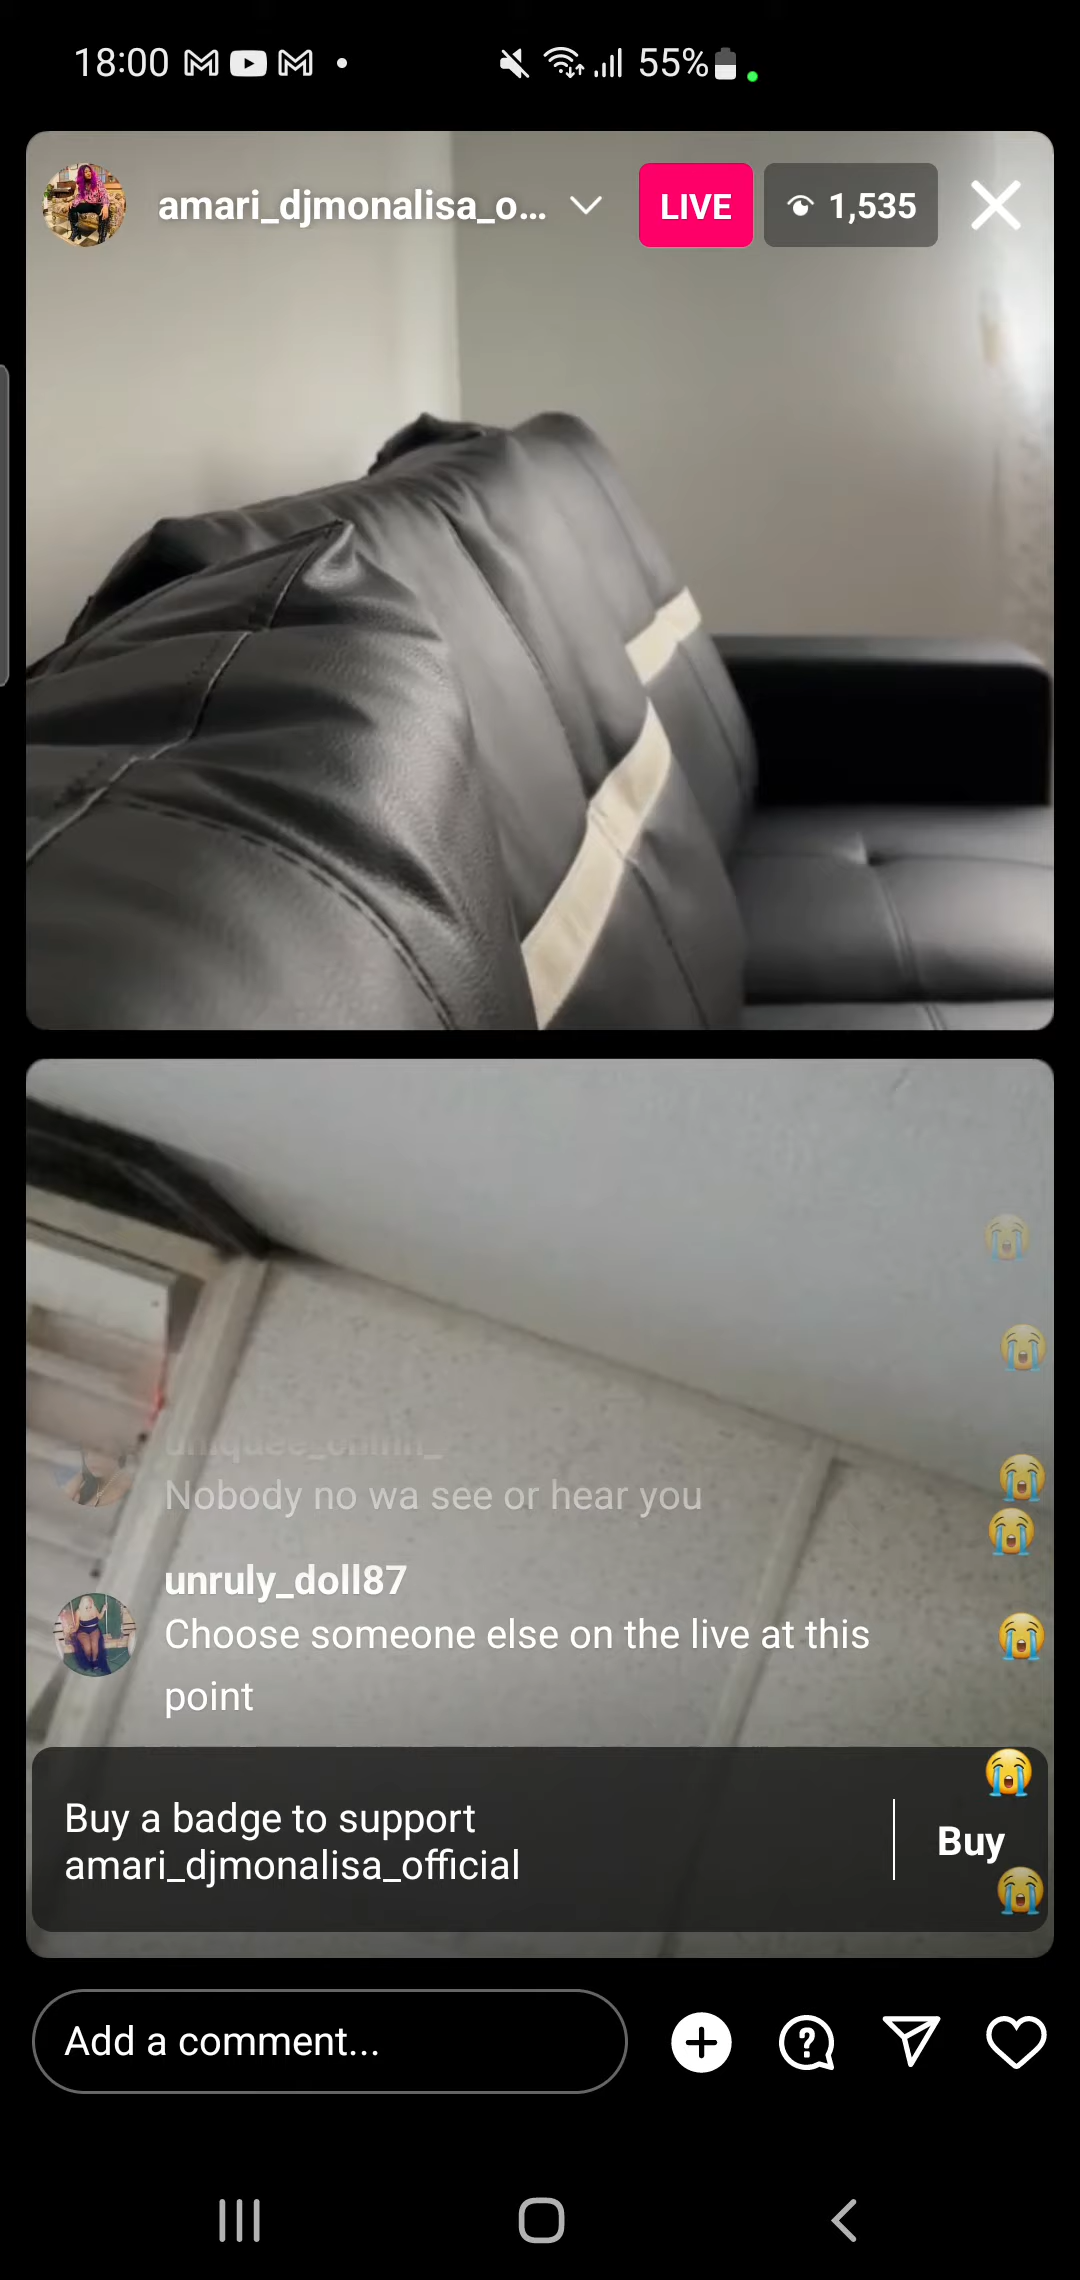 18:00
55%
amari_djmonalisa_o...
LIVE
1,535
Nobody no wa see or hear you
unruly_doll87
Choose someone else on the live at this
point
Buy a badge to support
amari_djmonalisa_official
Buy
Add a comment...